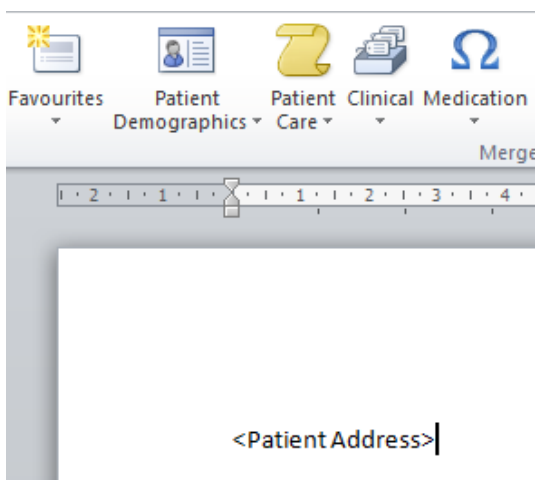 Favourites Patient Patient Clinical Medication
Demographics Care
Merge
2 1 1 2 3 4
<Patient Address>